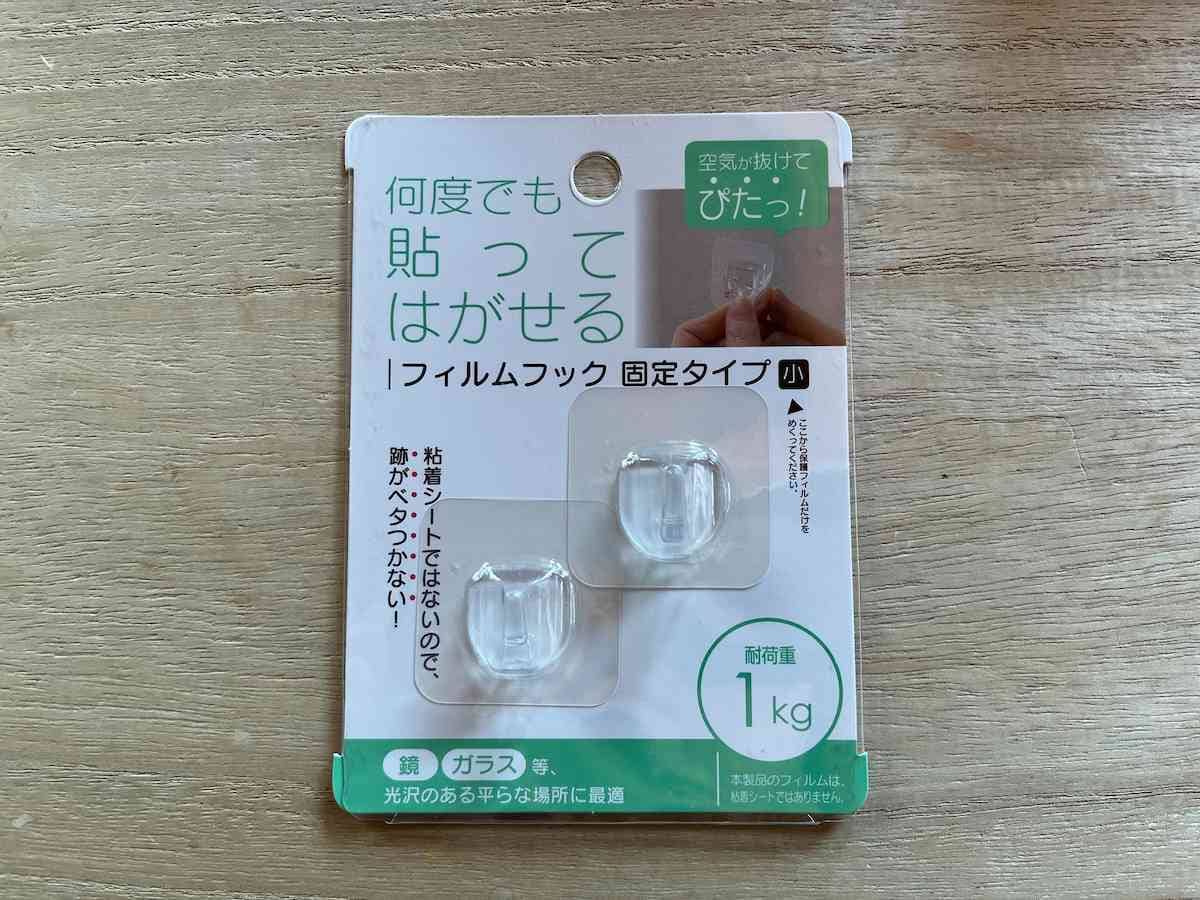 空気が抜けて
ぴたっ!
何度でも
貼って
はがせる
フィルムフック 固定タイプ 小
ここから保護フィルムだけを
めくってください。
粘着シートではないので、
跡がベタつかない!
耐荷重
1kg
鏡 ガラス 等、
光沢のある平らな場所に最適
本製品のフィルムは、
粘着シートではありません。